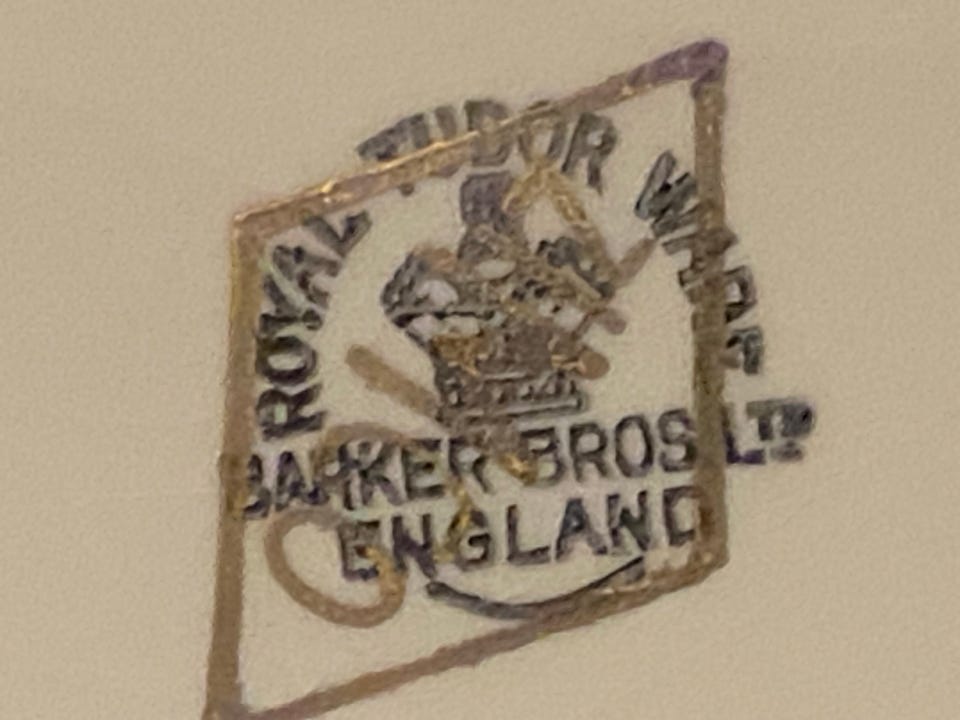 ROYAL TUDOR WARE
BARKER BROS LTD
ENGLAND